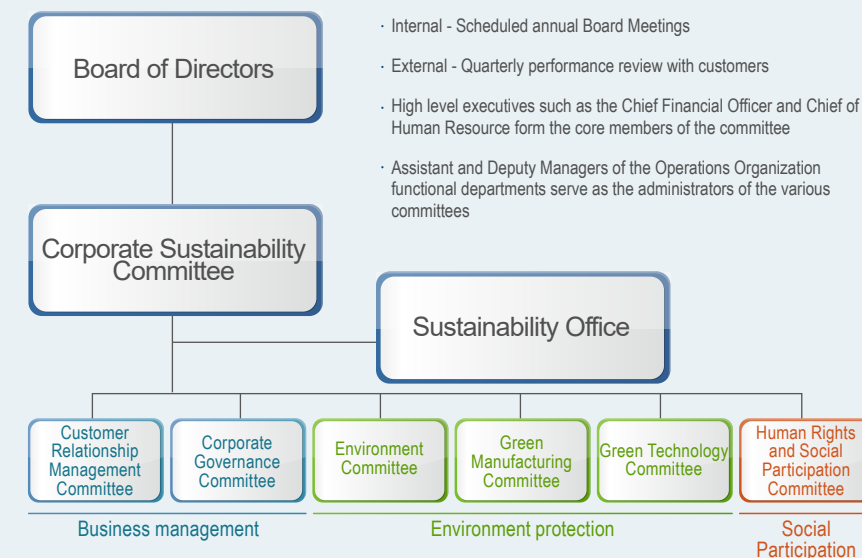 Board of Directors
· Internal - Scheduled annual Board Meetings
· External - Quarterly performance review with customers
· High level executives such as the Chief Financial Officer and Chief of
Human Resource form the core members of the committee
· Assistant and Deputy Managers of the Operations Organization
functional departments serve as the administrators of the various
committees
Corporate Sustainability
Committee
Sustainability Office
Customer
Relationship
Management
Committee
Corporate
Governance
Committee
Environment
Committee
Green
Manufacturing
Committee
Green Technology
Committee
Human Rights
and Social
Participation
Committee
Business management
Environment protection
Social
Participation